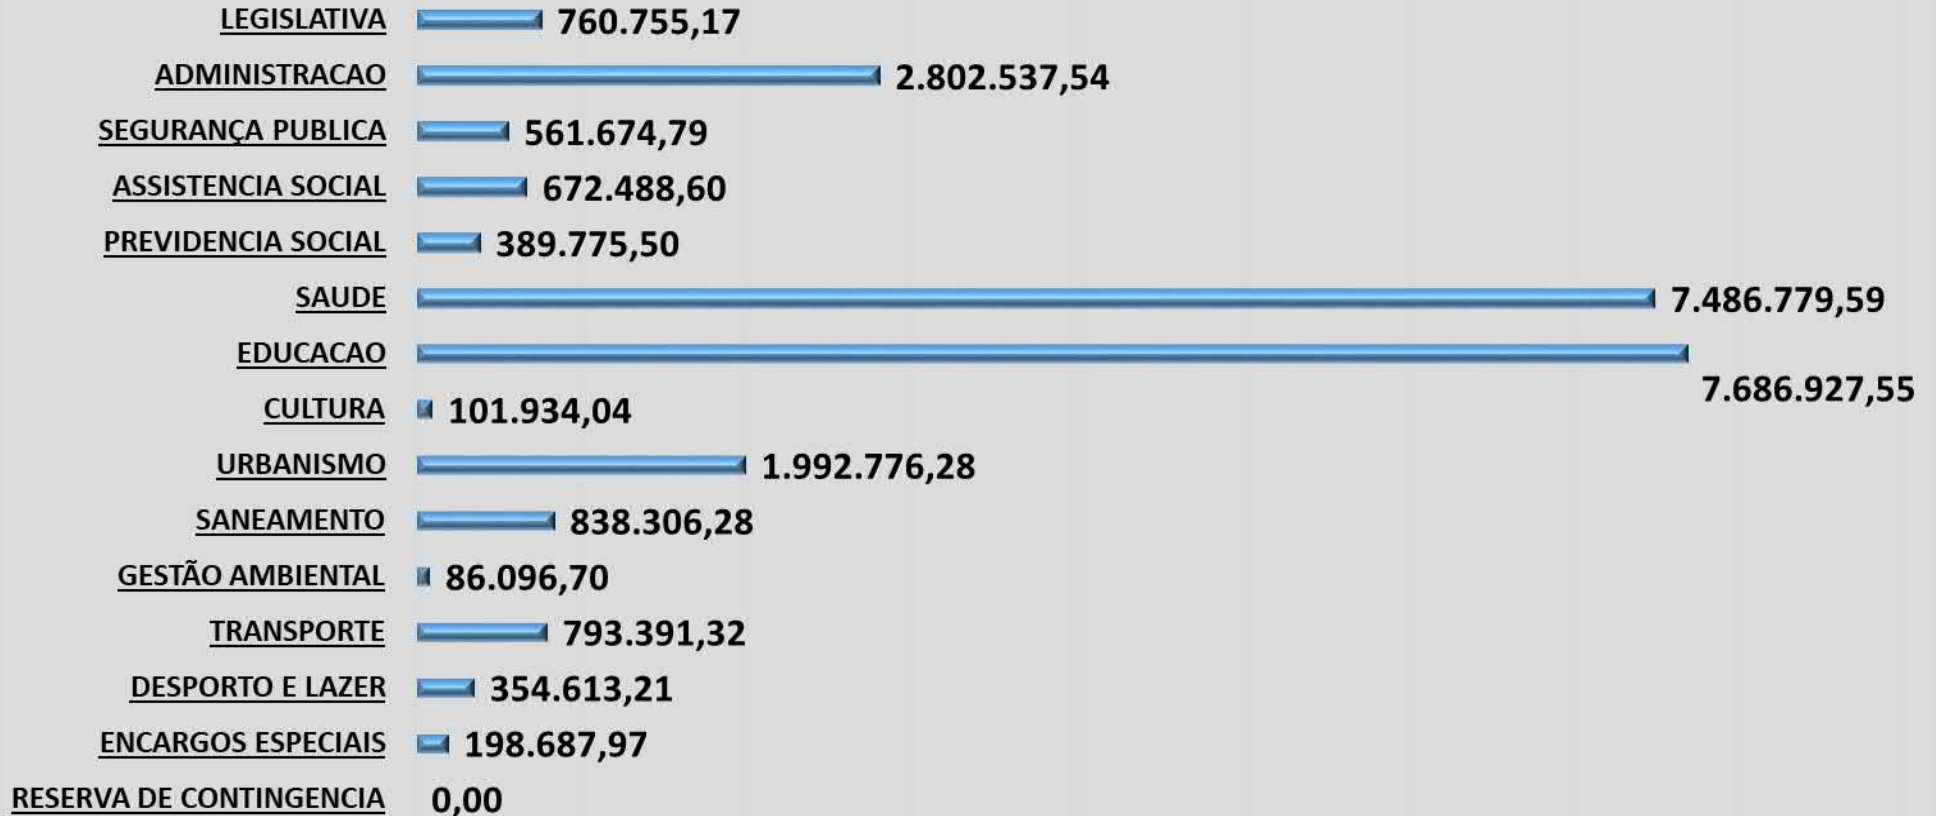 LEGISLATIVA 760.755,17
ADMINISTRACAO 2.802.537,54
SEGURANÇA PUBLICA 561.674,79
ASSISTENCIA SOCIAL 672.488,60
PREVIDENCIA SOCIAL 389.775,50
SAUDE 7.486.779,59
EDUCACAO 7.686.927,55
CULTURA 101.934,04
URBANISMO 1.992.776,28
SANEAMENTO 838.306,28
GESTÃO AMBIENTAL 86.096,70
TRANSPORTE 793.391,32
DESPORTO E LAZER 354.613,21
ENCARGOS ESPECIAIS 198.687,97
RESERVA DE CONTINGENCIA 0,00